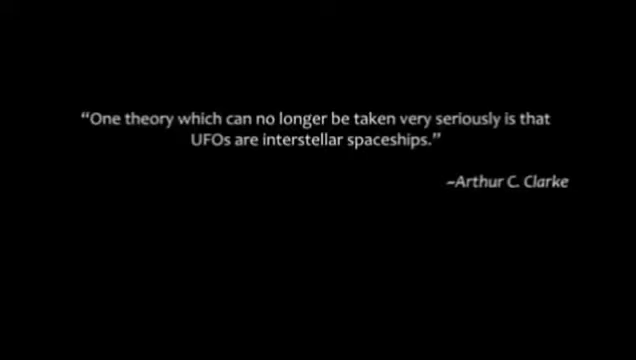 “One theory which can no longer be taken very seriously is that
UFOs are interstellar spaceships.”
~Arthur C. Clarke